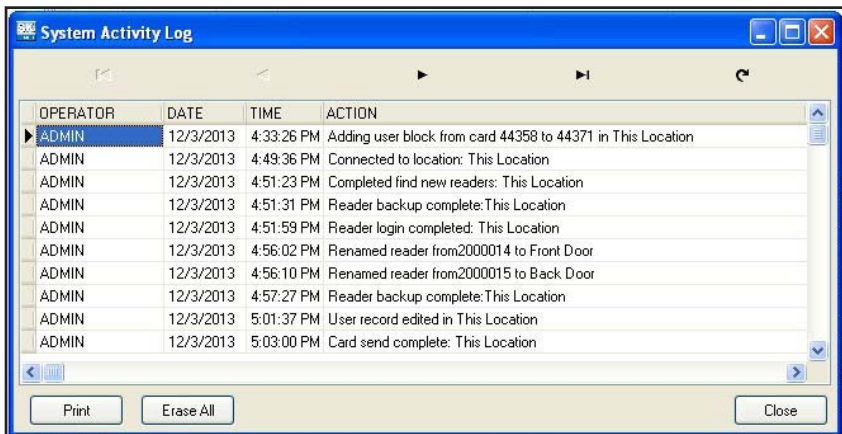 System Activity Log
OPERATOR DATE TIME ACTION
ADMIN 12/3/2013 4:33:26 PM Adding user block from card 44358 to 44371 in This Location
ADMIN 12/3/2013 4:49:36 PM Connected to location: This Location
ADMIN 12/3/2013 4:51:23 PM Completed find new readers: This Location
ADMIN 12/3/2013 4:51:31 PM Reader backup complete:This Location
ADMIN 12/3/2013 4:51:59 PM Reader login completed: This Location
ADMIN 12/3/2013 4:56:02 PM Renamed reader from2000014 to Front Door
ADMIN 12/3/2013 4:56:10 PM Renamed reader from2000015 to Back Door
ADMIN 12/3/2013 4:57:27 PM Reader backup complete:This Location
ADMIN 12/3/2013 5:01:37 PM User record edited in This Location
ADMIN 12/3/2013 5:03:00 PM Card send complete: This Location
Print Erase All Close